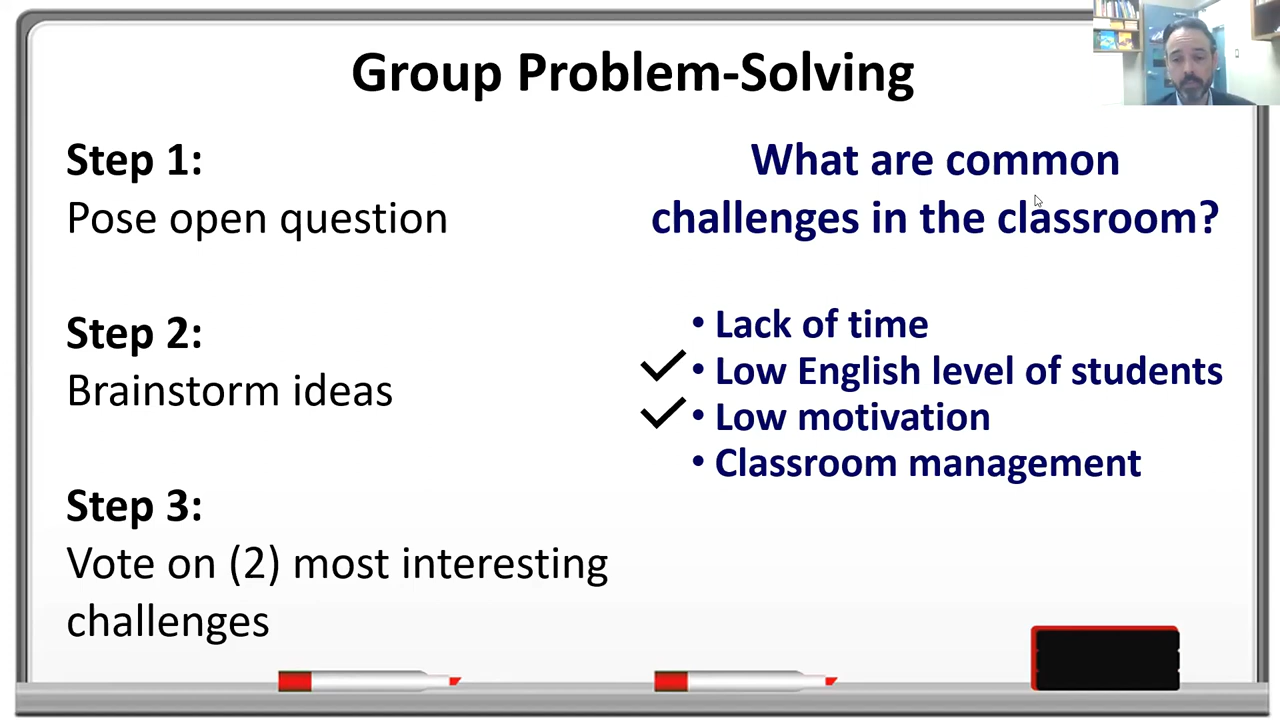 Group Problem-Solving
Step 1:
Pose open question
What are common
challenges in the classroom?
Step 2:
Brainstorm ideas
• Lack of time
✓ • Low English level of students
✓ • Low motivation
• Classroom management
Step 3:
Vote on (2) most interesting
challenges